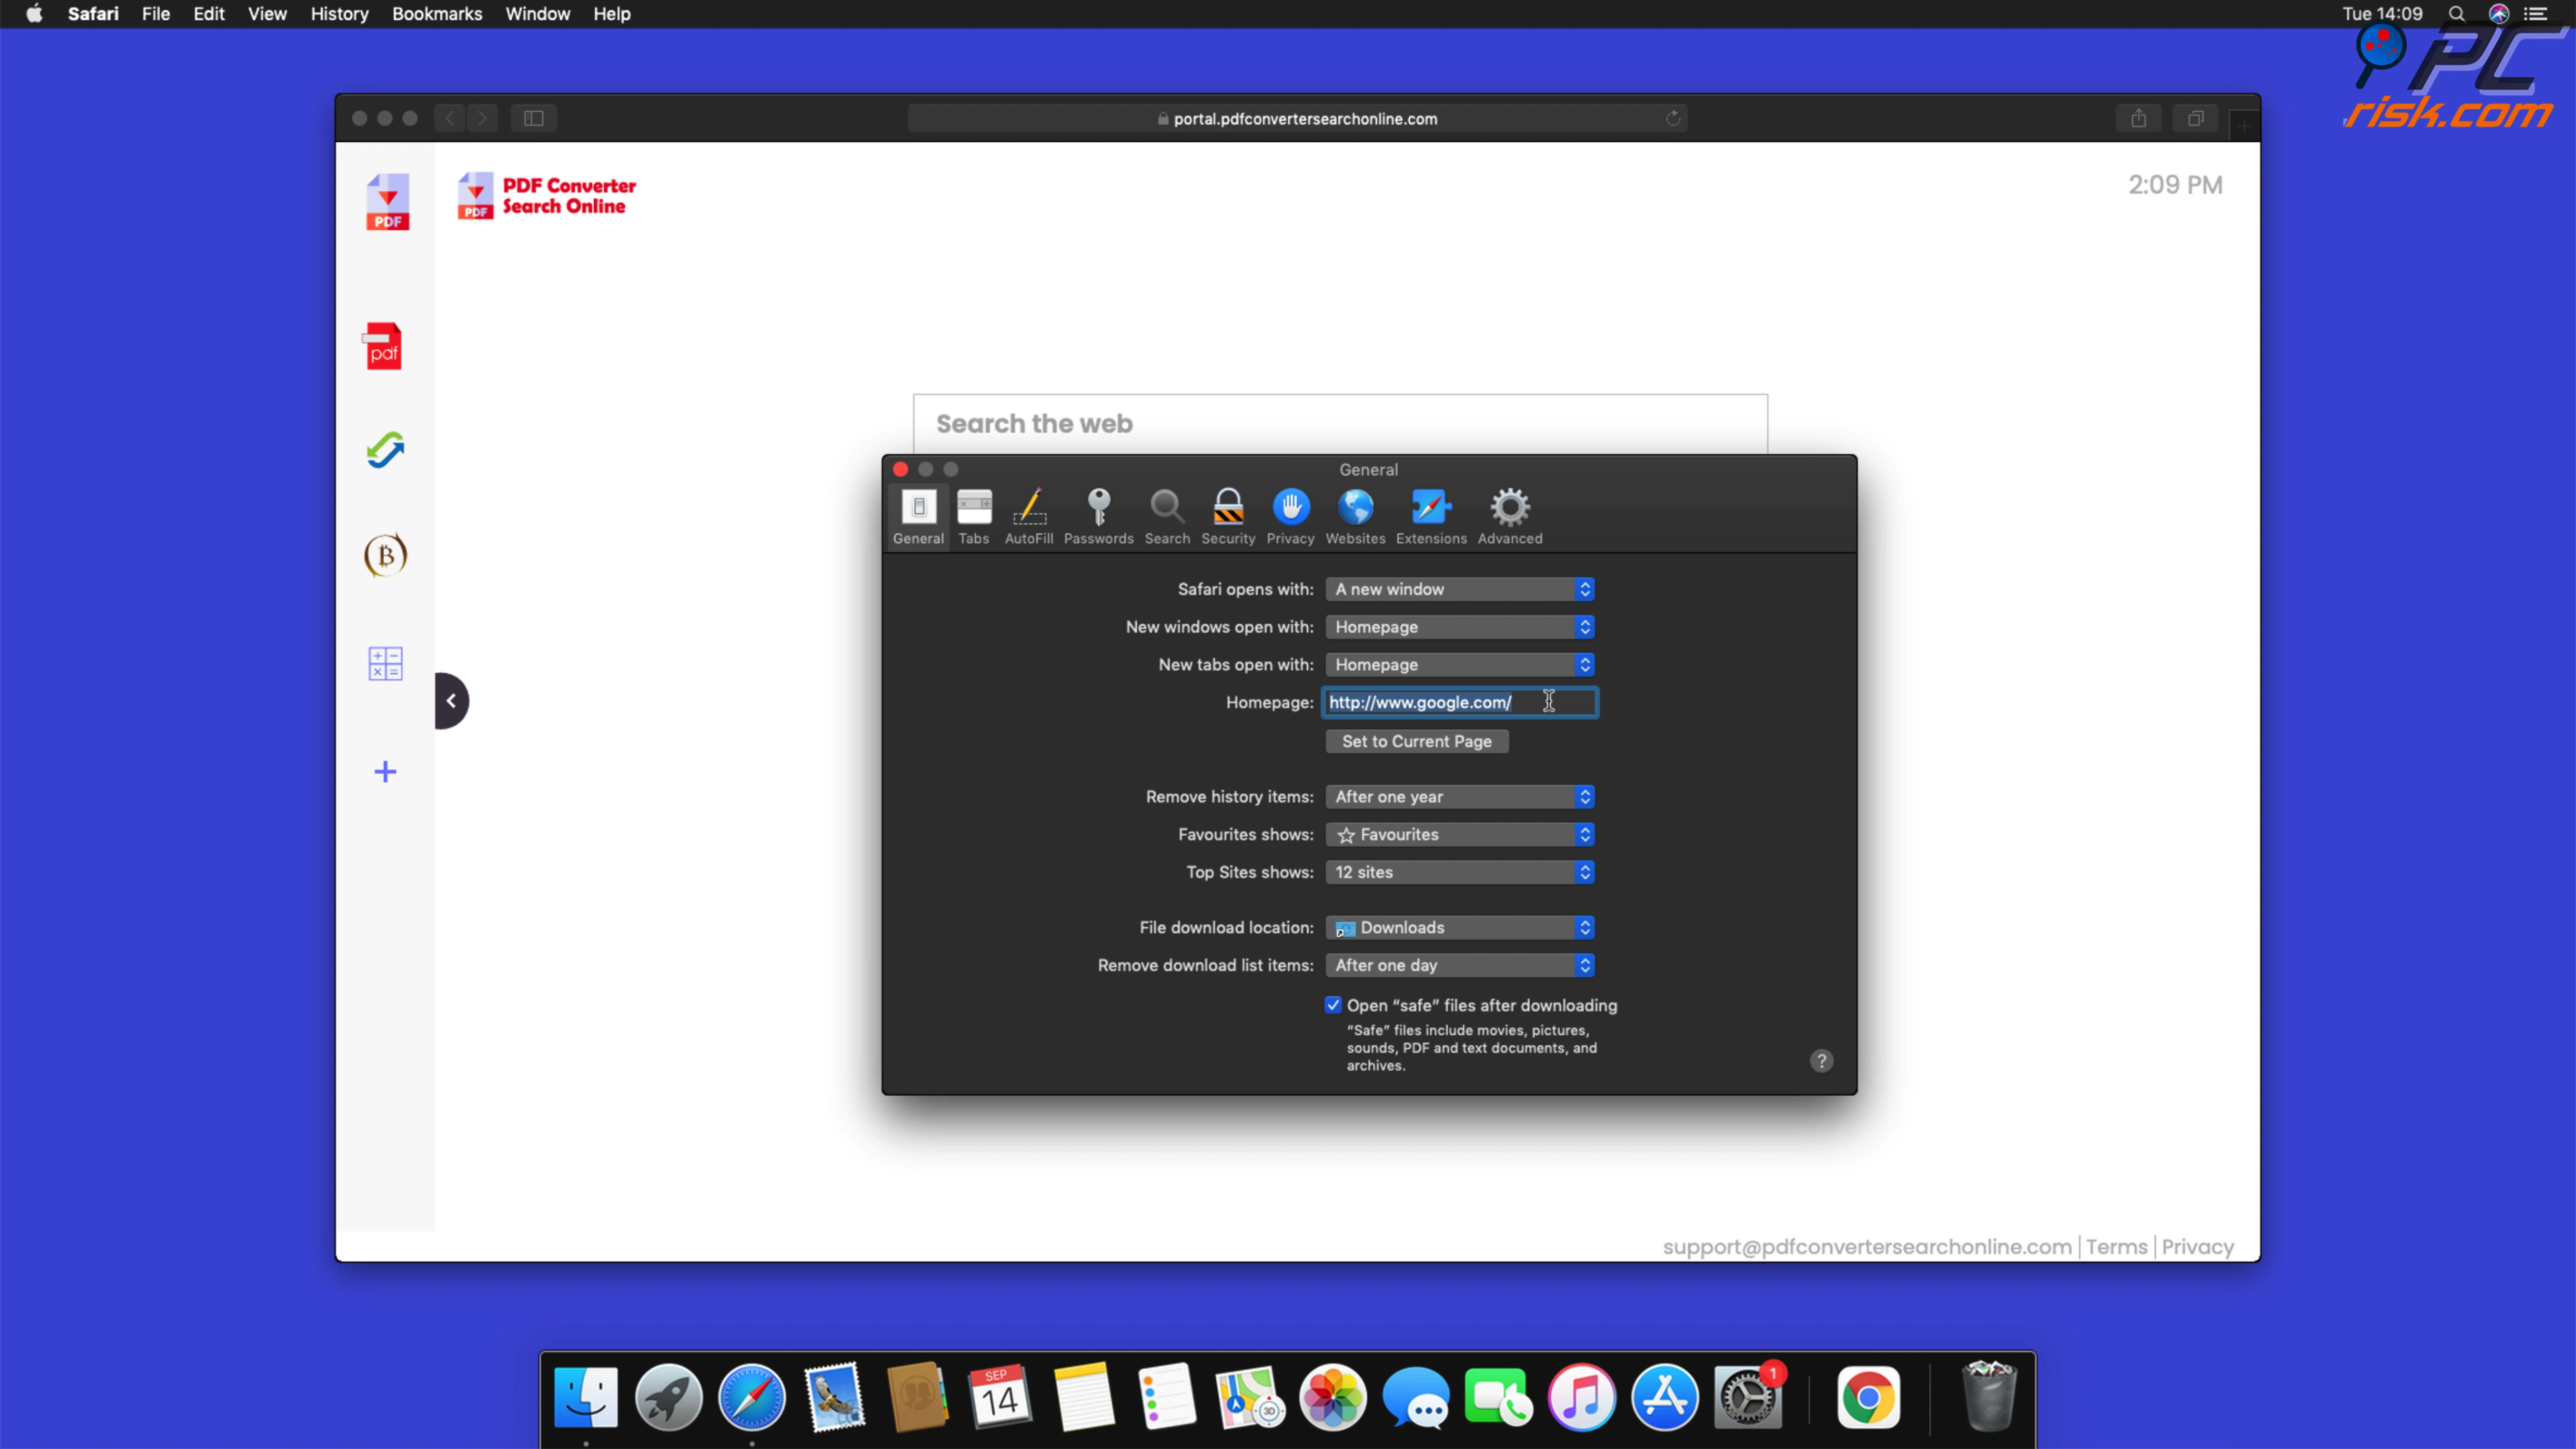 Safari File Edit View History Bookmarks Window Help Tue 14:09
PC
risk.com
portal.pdfconvertersearchonline.com
PDF
PDF
PDF Converter
Search Online
2:09 PM
pdf
Search the web
General
General Tabs AutoFill Passwords Search Security Privacy Websites Extensions Advanced
Safari opens with: A new window
New windows open with: Homepage
New tabs open with: Homepage
Homepage: http://www.google.com/
Set to Current Page
Remove history items: After one year
Favourites shows: Favourites
Top Sites shows: 12 sites
File download location: Downloads
Remove download list items: After one day
Open “safe” files after downloading
“Safe” files include movies, pictures,
sounds, PDF and text documents, and
archives.
?
support@pdfconvertersearchonline.com | Terms | Privacy
SEP
14
3D
1